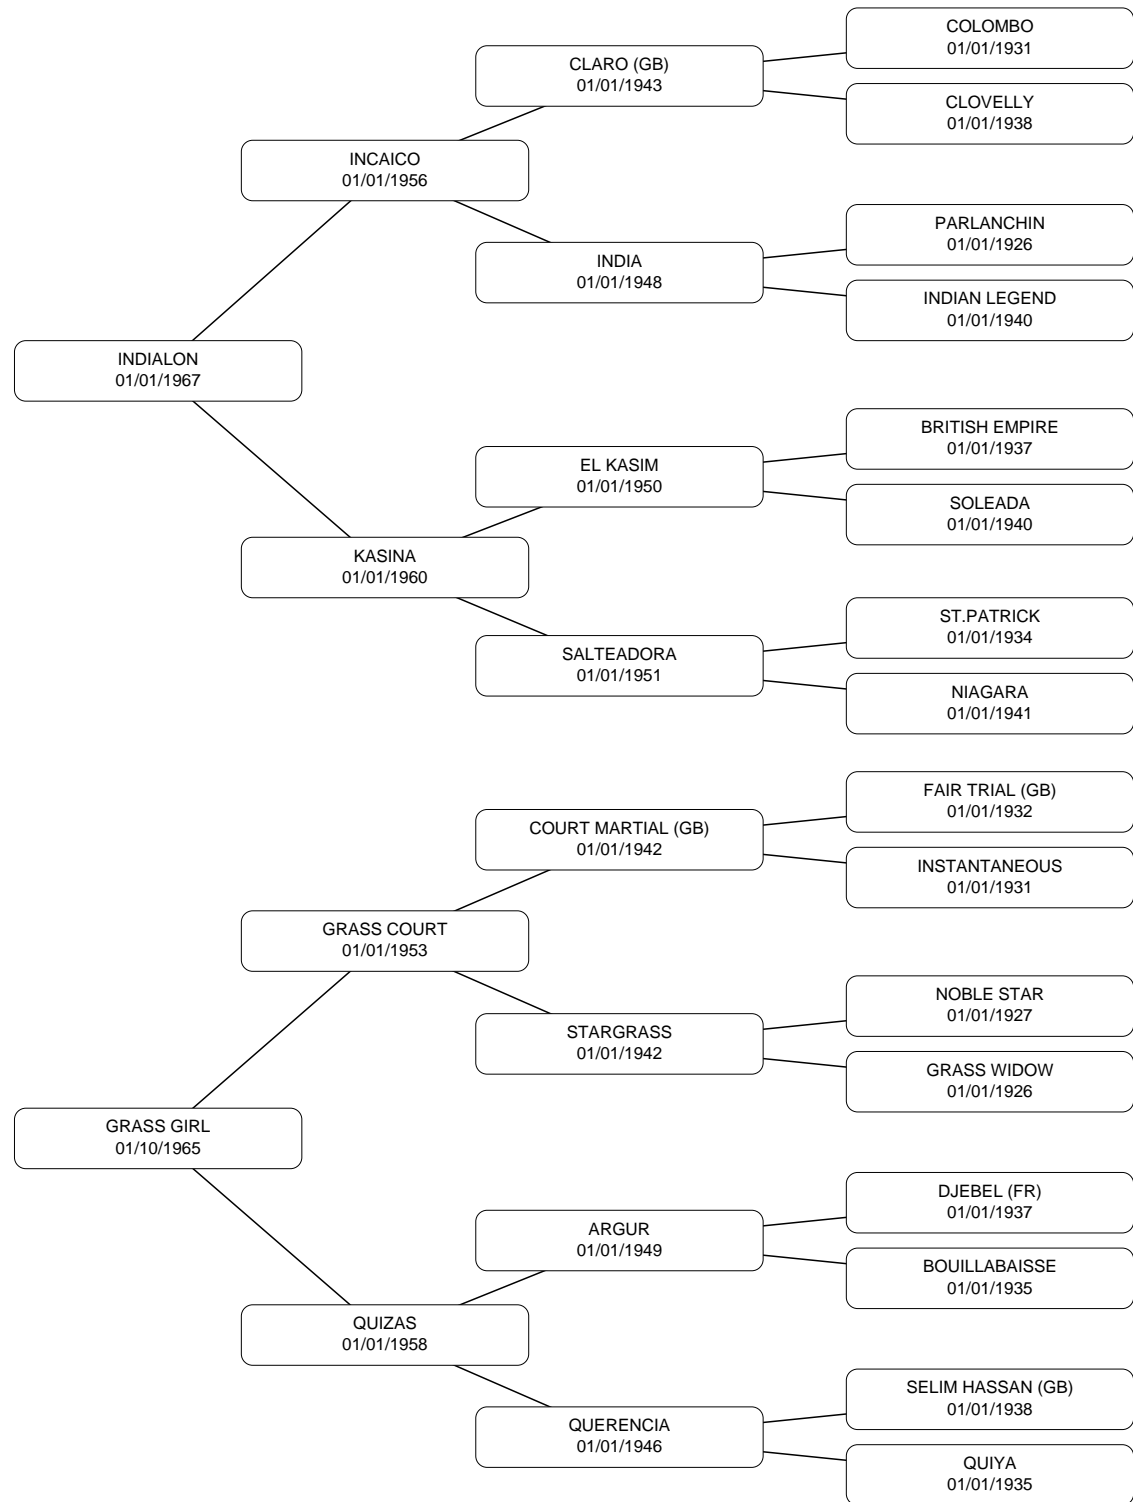 COLOMBO
01/01/1931
CLARO (GB)
01/01/1943
CLOVELLY
01/01/1938
INCAICO
01/01/1956
PARLANCHIN
01/01/1926
INDIA
01/01/1948
INDIAN LEGEND
01/01/1940
INDIALON
01/01/1967
BRITISH EMPIRE
01/01/1937
EL KASIM
01/01/1950
SOLEADA
01/01/1940
KASINA
01/01/1960
ST.PATRICK
01/01/1934
SALTEADORA
01/01/1951
NIAGARA
01/01/1941
FAIR TRIAL (GB)
01/01/1932
COURT MARTIAL (GB)
01/01/1942
INSTANTANEOUS
01/01/1931
GRASS COURT
01/01/1953
NOBLE STAR
01/01/1927
STARGRASS
01/01/1942
GRASS WIDOW
01/01/1926
GRASS GIRL
01/10/1965
DJEBEL (FR)
01/01/1937
ARGUR
01/01/1949
BOUILLABAISSE
01/01/1935
QUIZAS
01/01/1958
SELIM HASSAN (GB)
01/01/1938
QUERENCIA
01/01/1946
QUIYA
01/01/1935